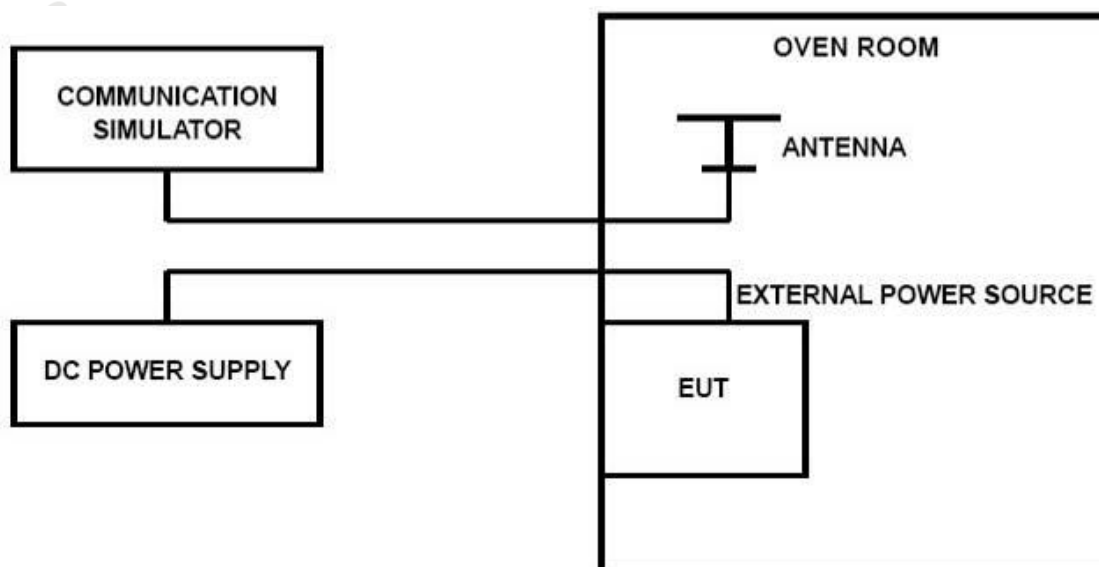 OVEN ROOM
COMMUNICATION
SIMULATOR
ANTENNA
EXTERNAL POWER SOURCE
DC POWER SUPPLY
EUT